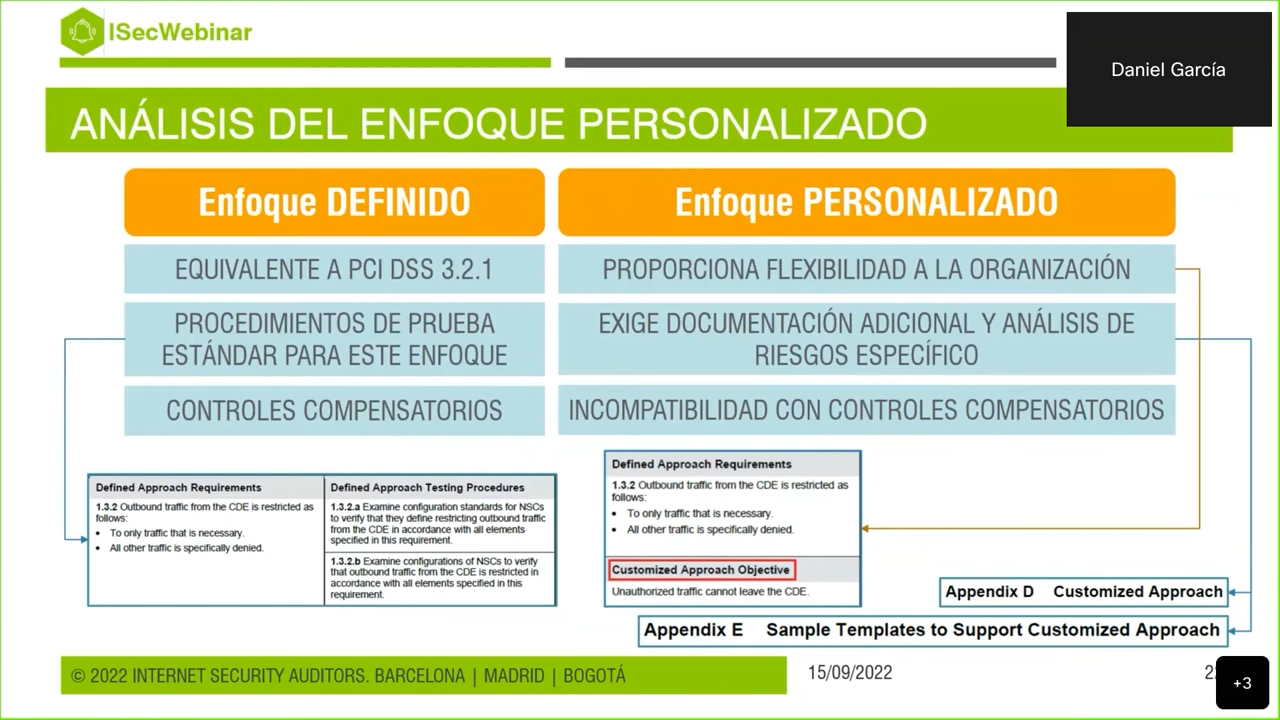 ISecWebinar
Daniel García
ANÁLISIS DEL ENFOQUE PERSONALIZADO
Enfoque DEFINIDO
EQUIVALENTE A PCI DSS 3.2.1
PROCEDIMIENTOS DE PRUEBA
ESTÁNDAR PARA ESTE ENFOQUE
CONTROLES COMPENSATORIOS
Enfoque PERSONALIZADO
PROPORCIONA FLEXIBILIDAD A LA ORGANIZACIÓN
EXIGE DOCUMENTACIÓN ADICIONAL Y ANÁLISIS DE
RIESGOS ESPECÍFICO
INCOMPATIBILIDAD CON CONTROLES COMPENSATORIOS
Defined Approach Requirements
1.3.2 Outbound traffic from the CDE is restricted as
follows:
• To only traffic that is necessary.
• All other traffic is specifically denied.
Defined Approach Testing Procedures
1.3.2.a Examine configuration standards for NSCs
to verify that they define restricting outbound traffic
from the CDE in accordance with all elements
specified in this requirement.
1.3.2.b Examine configurations of NSCs to verify
that outbound traffic from the CDE is restricted in
accordance with all elements specified in this
requirement.
Defined Approach Requirements
1.3.2 Outbound traffic from the CDE is restricted as
follows:
• To only traffic that is necessary.
• All other traffic is specifically denied.
Customized Approach Objective
Unauthorized traffic cannot leave the CDE.
Appendix D Customized Approach
Appendix E Sample Templates to Support Customized Approach
© 2022 INTERNET SECURITY AUDITORS. BARCELONA | MADRID | BOGOTÁ
15/09/2022
+3